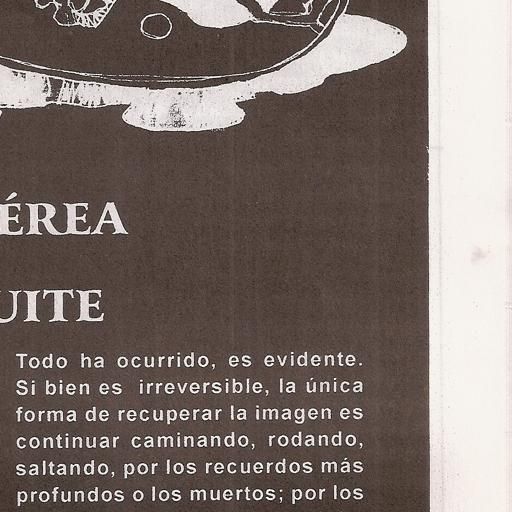 ÉREA
UITE
Todo ha ocurrido, es evidente.
Si bien es irreversible, la única
forma de recuperar la imagen es
continuar caminando, rodando,
saltando, por los recuerdos más
profundos o los muertos; por los